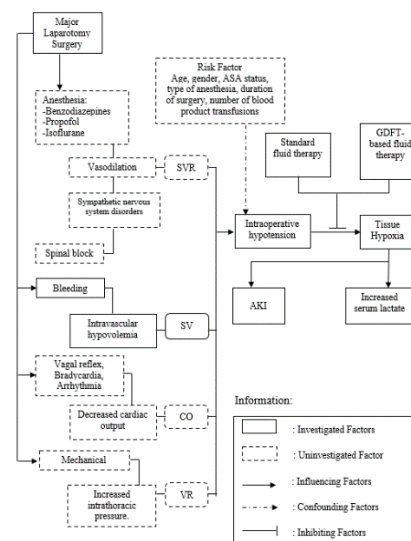 Major
Laparotomy
Surgery
Anesthesia:
-Benzodiazepines
-Propofol
-Isoflurane
Vasodilation
SVR
Sympathetic nervous
system disorders
Spinal block
Bleeding
Intravascular
hypovolemia
SV
Vagal reflex,
Bradycardia,
Arrhythmia
Decreased cardiac
output
CO
Mechanical
Increased
intrathoracic
pressure.
VR
Risk Factor
Age, gender, ASA status,
type of anesthesia, duration
of surgery, number of blood
product transfusions
Standard
fluid therapy
GDFT-
based fluid
therapy
Intraoperative
hypotension
Tissue
Hypoxia
AKI
Increased
serum lactate
Information:
: Investigated Factors
: Uninvestigated Factor
: Influencing Factors
: Confounding Factors
: Inhibiting Factors